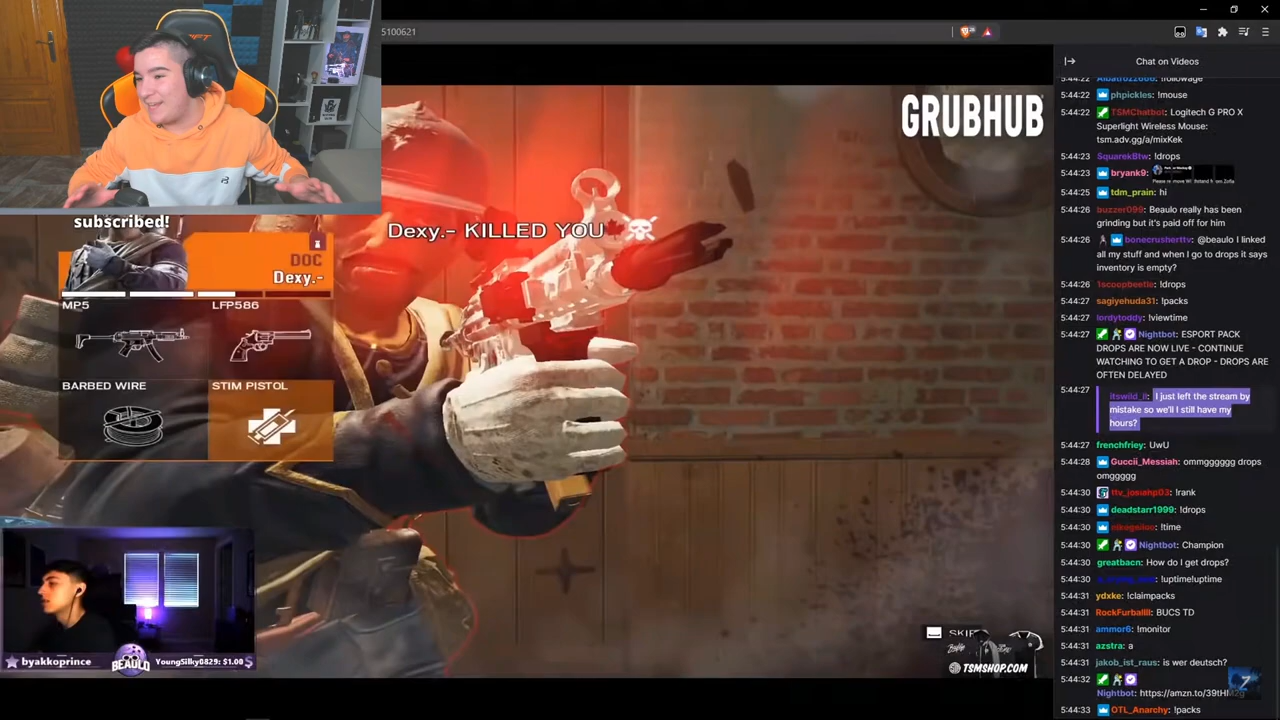 5100621
Chat on Videos
subscribed!
DOC
Dexy.-
MP5
LFP586
BARBED WIRE
STIM PISTOL
Dexy.- KILLED YOU
GRUBHUB
TSMSHOP.COM
byakkoprince
BEAULO
YoungSilky0829: $1.00
5:44:22 Albatrozz606: !followage
5:44:22 phpickles: !mouse
5:44:22 TSMChatbot: Logitech G PRO X
Superlight Wireless Mouse:
tsm.adv.gg/a/mixKek
5:44:23 SquarekBtw: !drops
5:44:23 bryank9:
5:44:25 tdm_prain: hi
5:44:26 buzzer099: Beaulo really has been
grinding but it's paid off for him
5:44:26 bonecrusherttv: @beaulo I linked
all my stuff and when I go to drops it says
inventory is empty?
5:44:26 1scoopbeetle: !drops
5:44:27 sagiyehuda31: !packs
5:44:27 lordytoddy: !viewtime
5:44:27 Nightbot: ESPORT PACK
DROPS ARE NOW LIVE - CONTINUE
WATCHING TO GET A DROP - DROPS ARE
OFTEN DELAYED
5:44:27 itswild_il: I just left the stream by
mistake so we'll I still have my
hours?
5:44:27 frenchfriey: UwU
5:44:28 Guccii_Messiah: ommgggggg drops
omggggg
5:44:30 ttv_josiahp03: !rank
5:44:30 deadstarr1999: !drops
5:44:30 !time
5:44:30 Nightbot: Champion
5:44:30 greatbacn: How do I get drops?
5:44:30 !uptimeuptime
5:44:31 ydxke: !claimpacks
5:44:31 RockFurballIl: BUCS TD
5:44:31 ammor6: !monitor
5:44:31 azstra: a
5:44:31 jakob_ist_raus: is wer deutsch?
5:44:32
Nightbot:
5:44:33 OTL_Anarchy: !packs